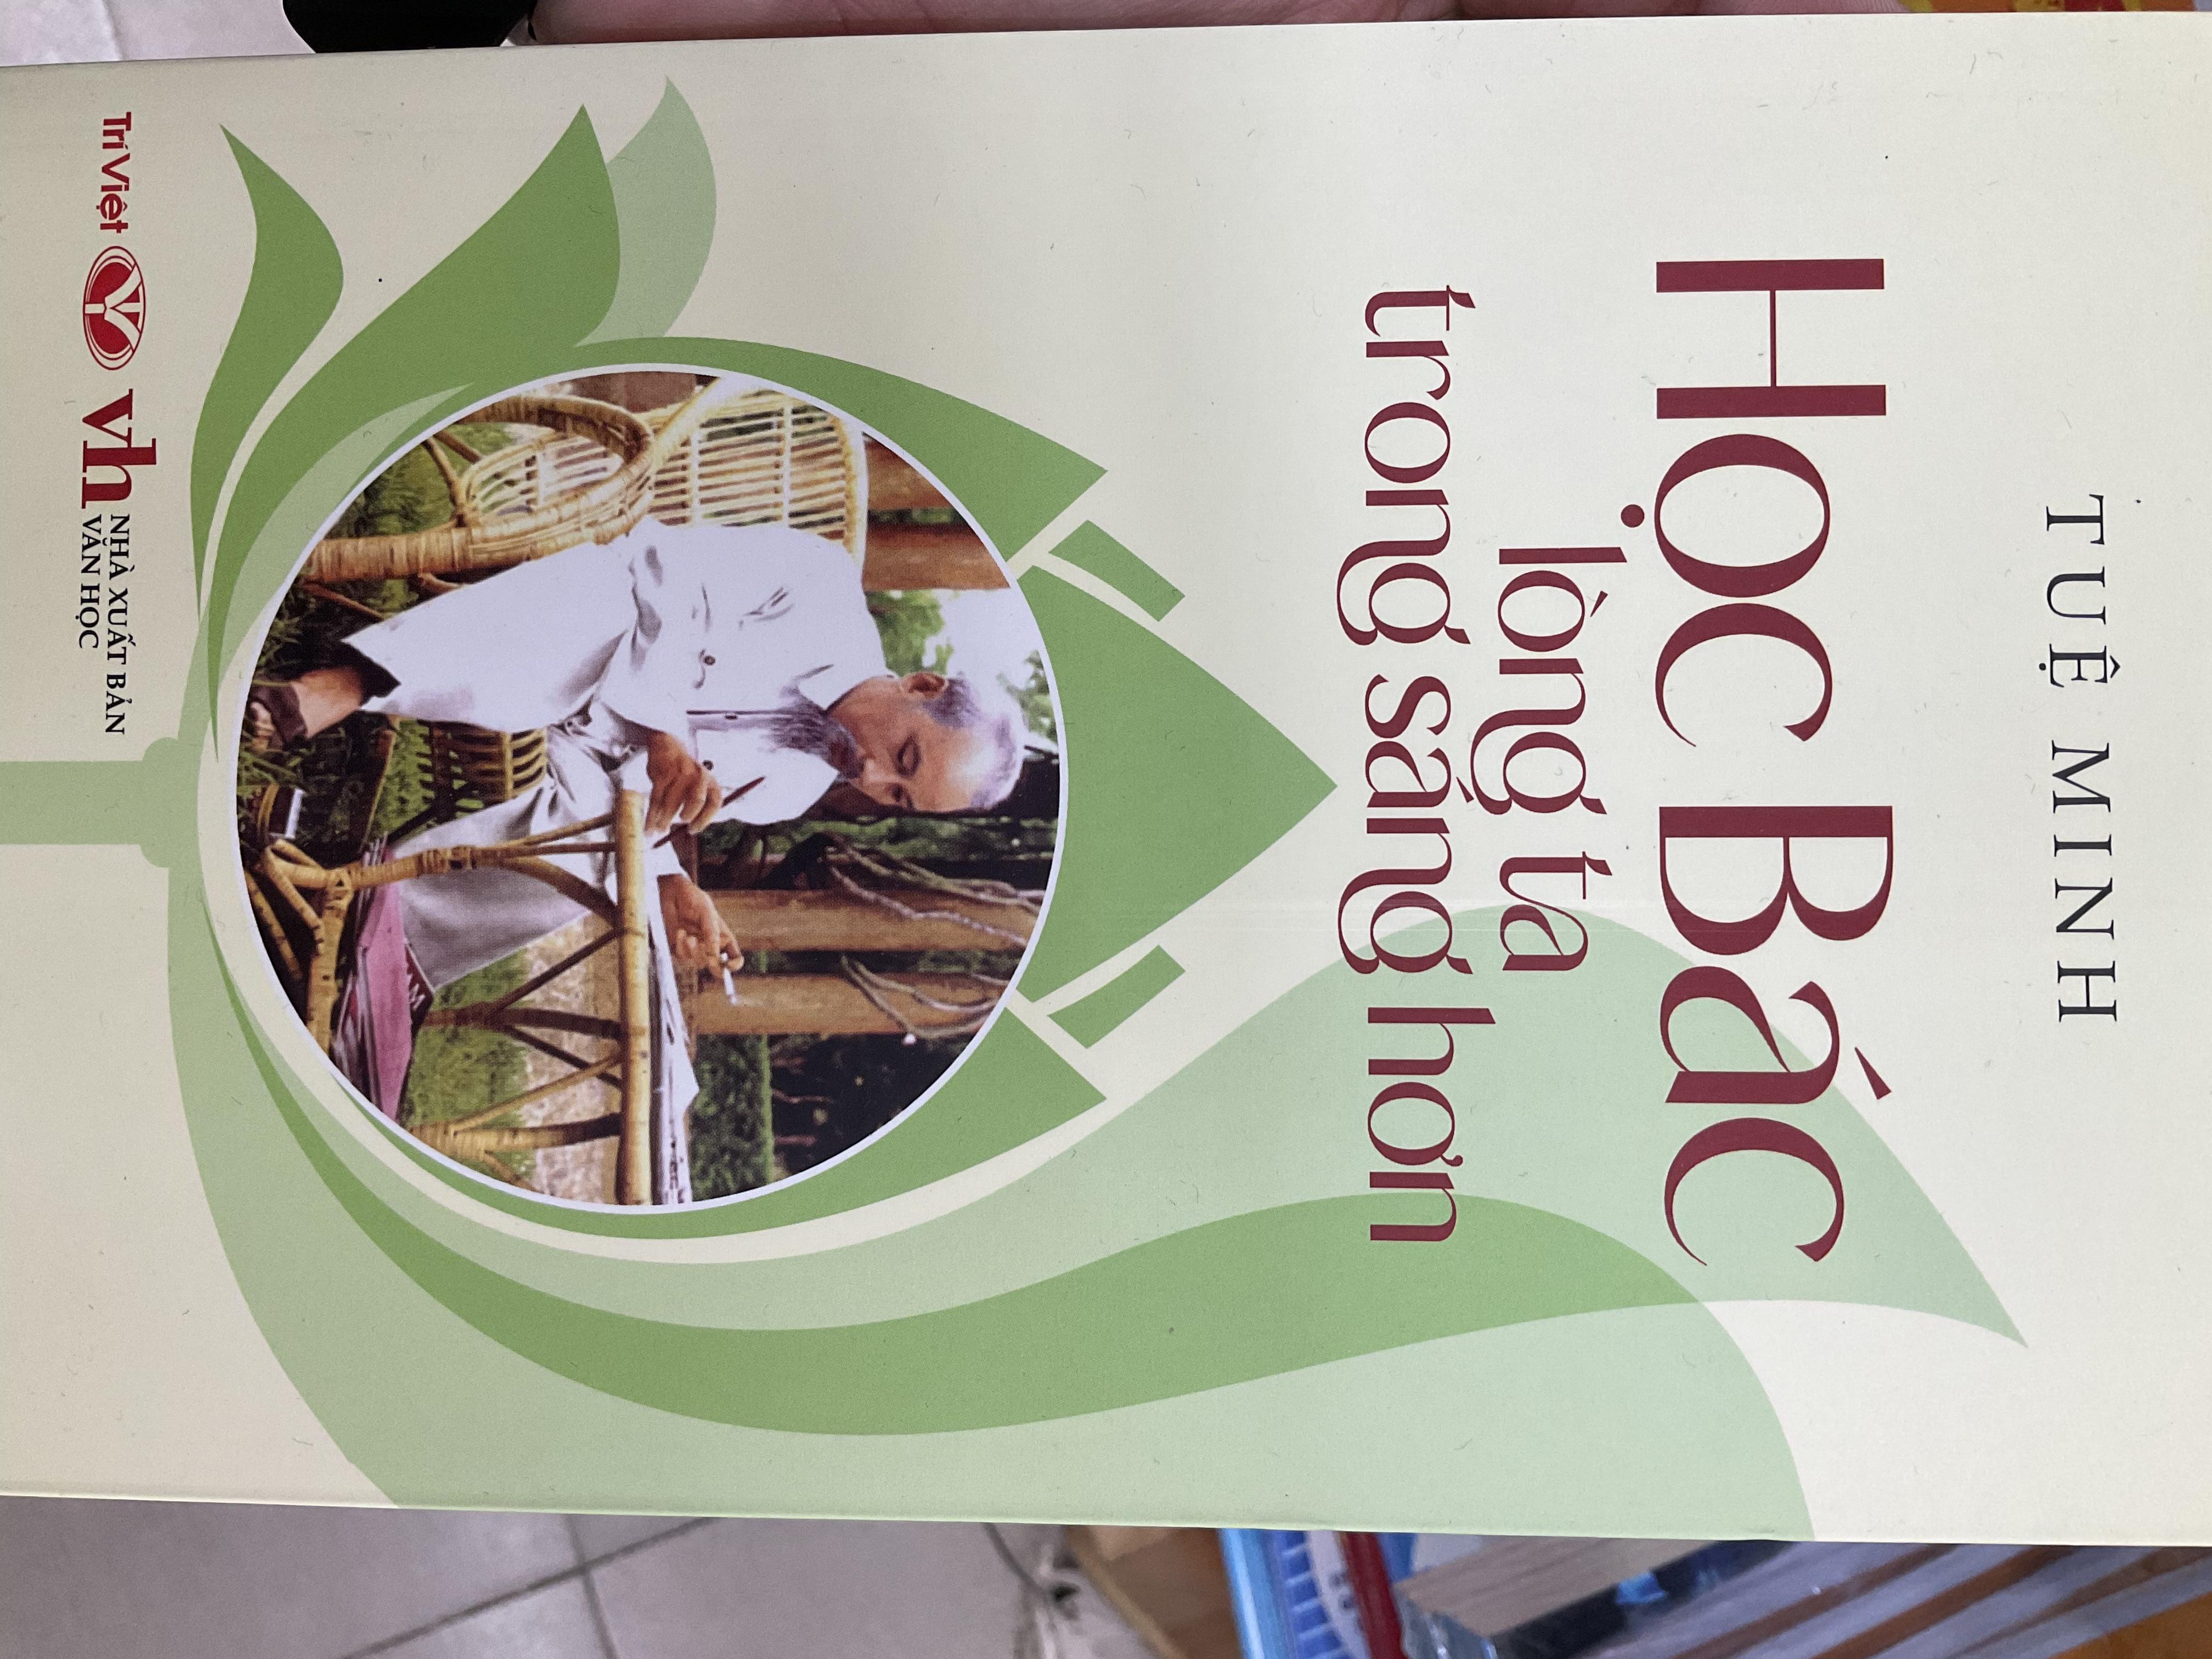 TUỆ MINH
Học Bác
lòng ta
trong sáng hơn
Trí Việt
vh
NHÀ XUẤT BẢN
VĂN HỌC